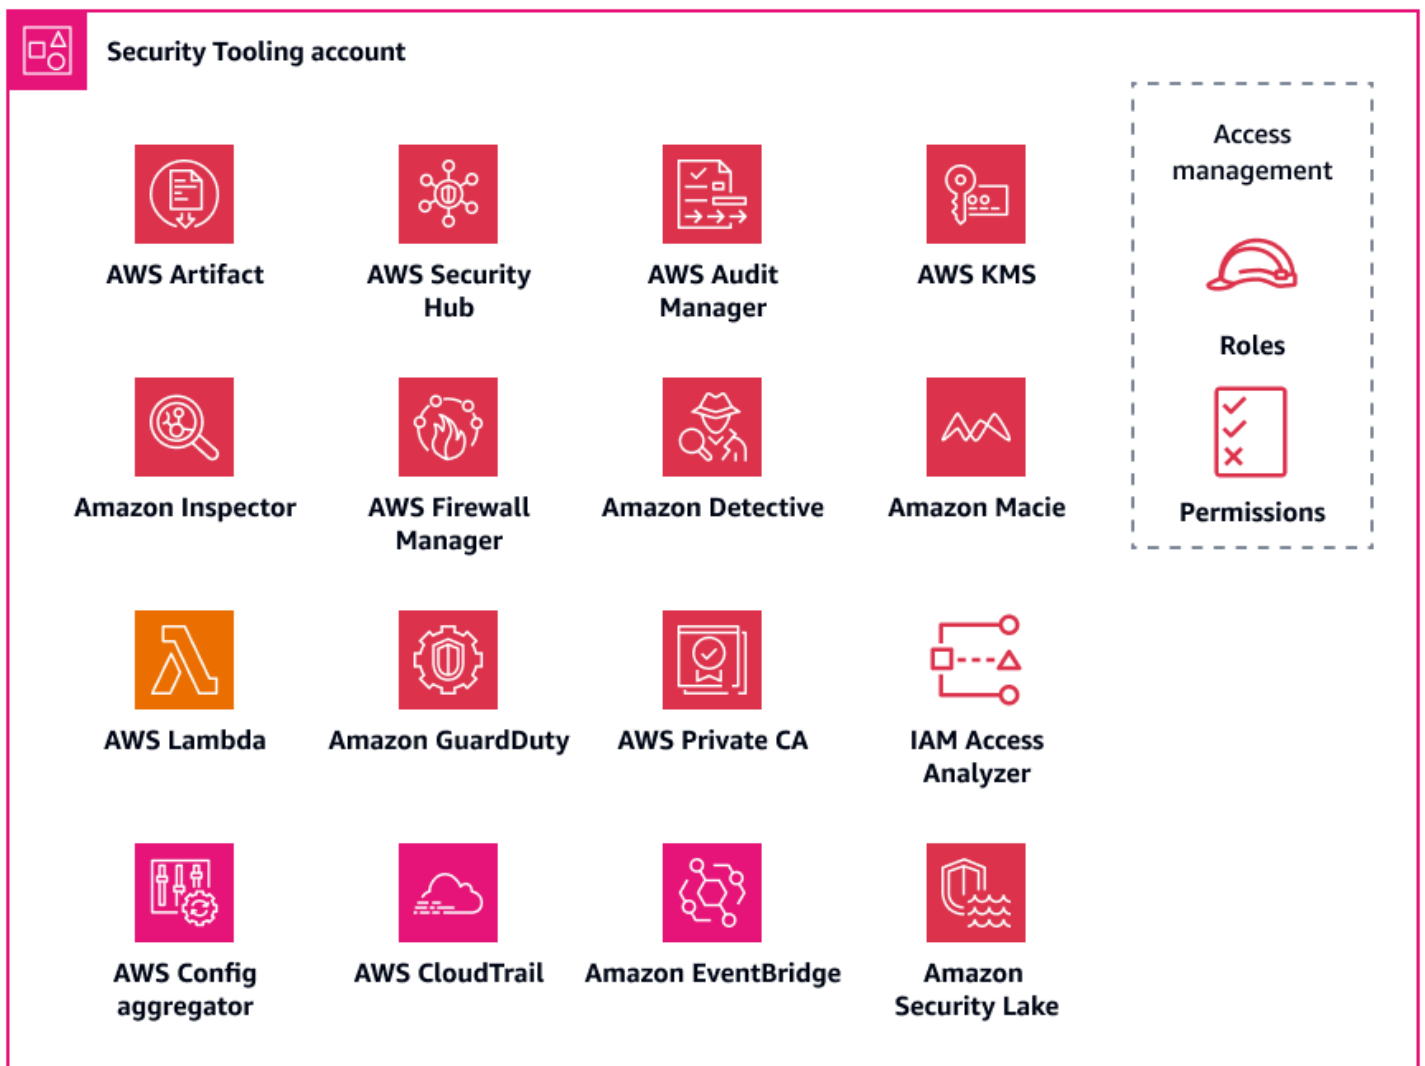 Security Tooling account
Access
management
AWS Artifact
AWS Security
Hub
AWS Audit
Manager
AWS KMS
Roles
Amazon Inspector
AWS Firewall
Manager
Amazon Detective
Amazon Macie
Permissions
AWS Lambda
Amazon GuardDuty
AWS Private CA
IAM Access
Analyzer
AWS Config
aggregator
AWS CloudTrail
Amazon EventBridge
Amazon
Security Lake